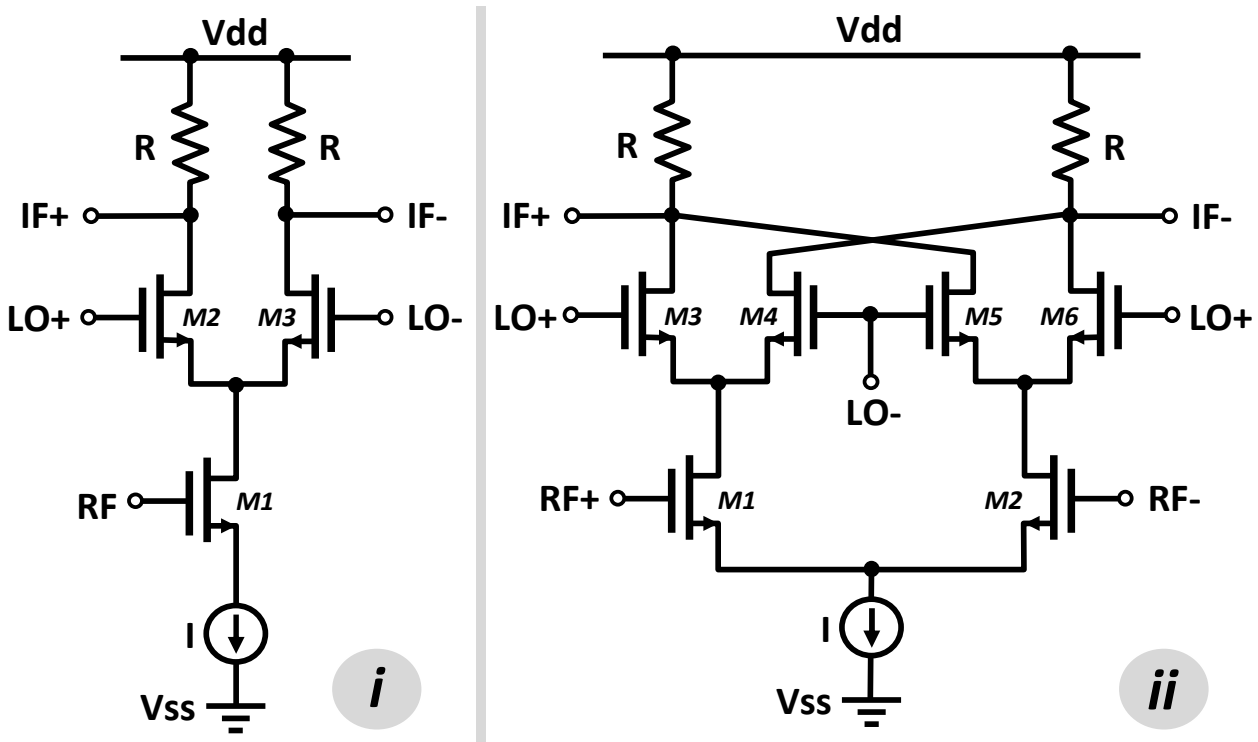 Vdd
R
R
IF+
IF-
LO+
M2
M3
LO-
RF
M1
I
Vss
i
Vdd
R
R
IF+
IF-
LO+
M3
M4
M5
M6
LO+
LO-
RF+
M1
M2
RF-
I
Vss
ii